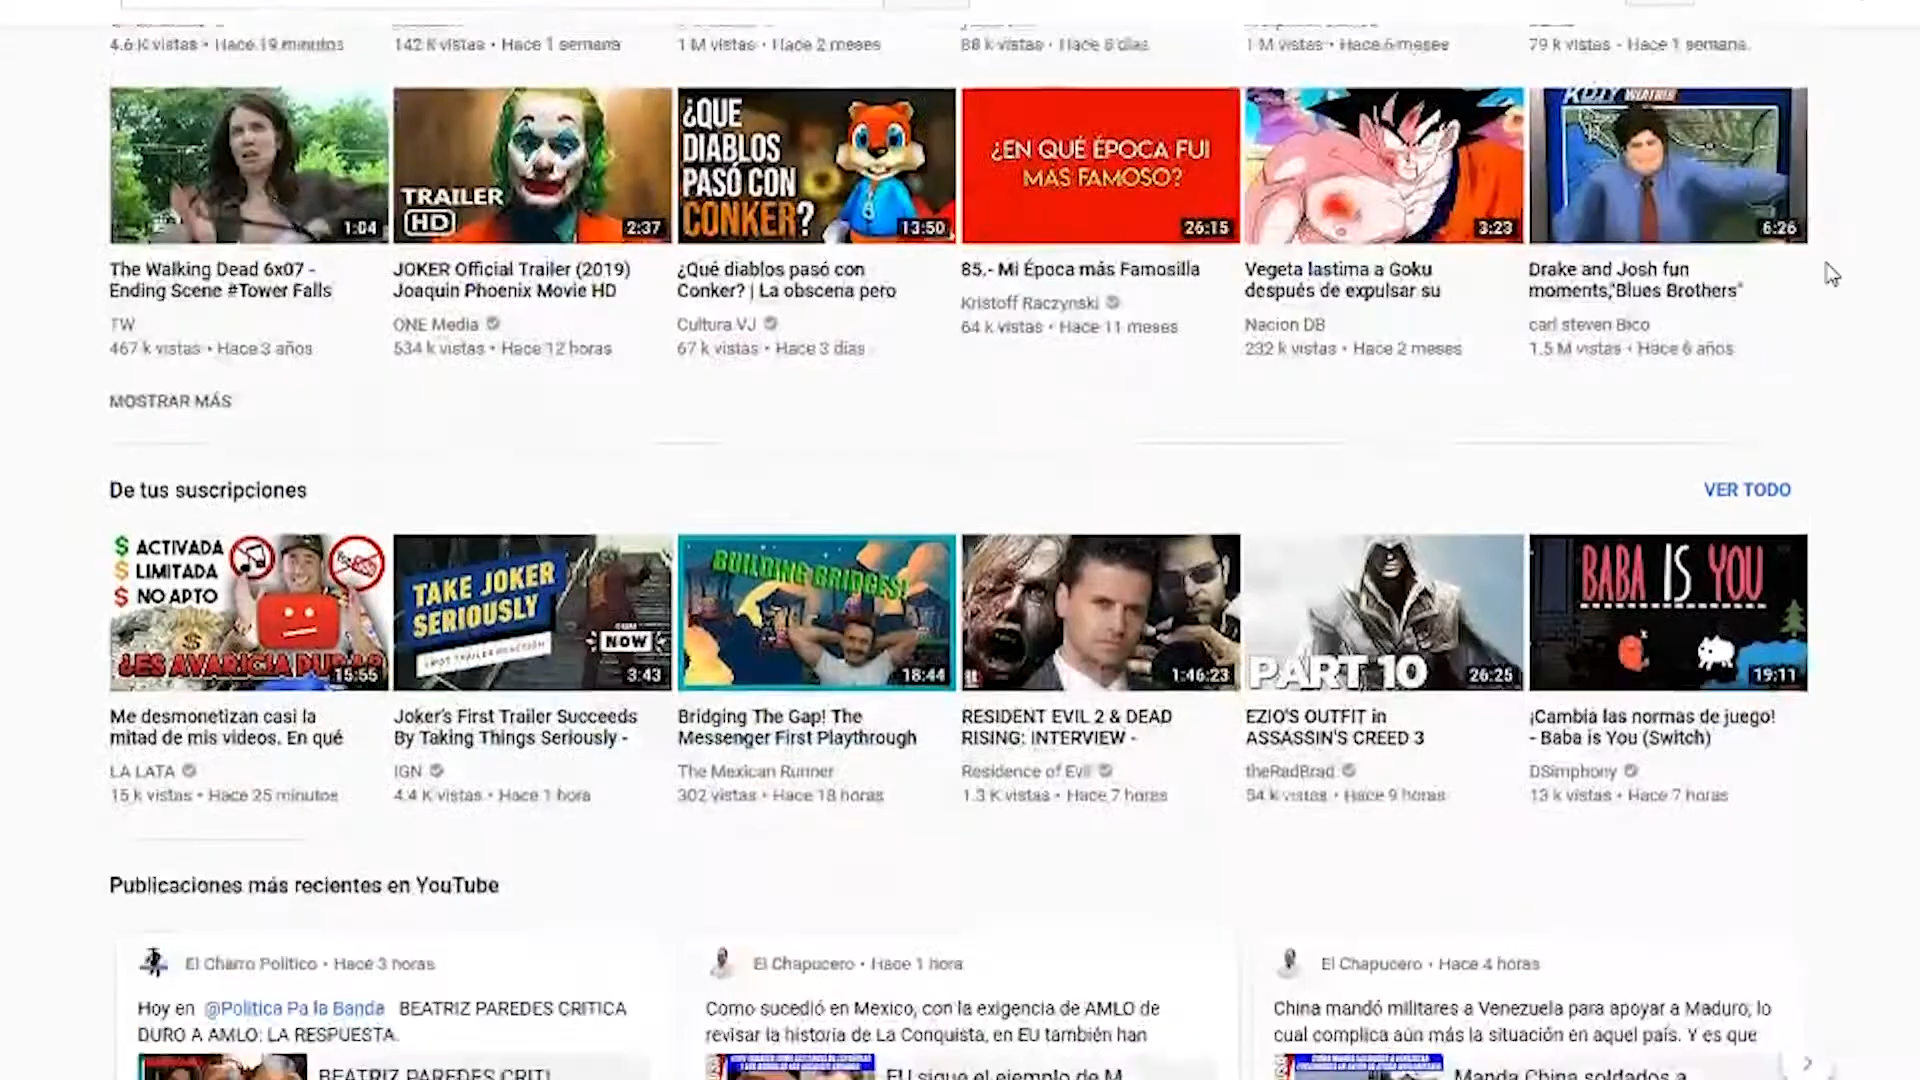 4.6 K vistas • Hace 19 minutos
142 K vistas • Hace 1 semana
1 M vistas • Hace 2 meses
88 k vistas • Hace 6 días
1 M vistas • Hace 6 meses
79 k vistas • Hace 1 semana
1:04
TRAILER
HD
2:37
¿QUE
DIABLOS
PASÓ CON
CONKER?
13:50
¿EN QUÉ ÉPOCA FUI
MAS FAMOSO?
26:15
3:23
WEATHER
6:26
The Walking Dead 6x07 -
Ending Scene #Tower Falls
TW
467 k vistas • Hace 3 años
JOKER Official Trailer (2019)
Joaquin Phoenix Movie HD
ONE Media
534 k vistas • Hace 12 horas
¿Qué diablos pasó con
Conker? | La obscena pero
Cultura VJ
67 k vistas • Hace 3 días
85.- Mi Época más Famosilla
Kristoff Raczynski
64 k vistas • Hace 11 meses
Vegeta lastima a Goku
después de expulsar su
Nacion DB
232 k vistas • Hace 2 meses
Drake and Josh fun
moments,"Blues Brothers"
carl steven Bico
1.5 M vistas • Hace 6 años
MOSTRAR MÁS
De tus suscripciones
VER TODO
$ ACTIVADA
$ LIMITADA
$ NO APTO
$
¿ES AVARICIA PURA?
15:55
TAKE JOKER
SERIOUSLY
NOW
3:43
BUILDING BRIDGES!
18:44
1:46:23
PART 10
26:25
BABA IS YOU
19:11
Me desmonetizan casi la
mitad de mis videos. En qué
LA LATA
15 k vistas • Hace 25 minutos
Joker's First Trailer Succeeds
By Taking Things Seriously -
IGN
4.4 K vistas • Hace 1 hora
Bridging The Gap! The
Messenger First Playthrough
The Mexican Runner
302 vistas • Hace 18 horas
RESIDENT EVIL 2 & DEAD
RISING: INTERVIEW -
Residence of Evil
1.3 K vistas • Hace 7 horas
EZIO'S OUTFIT in
ASSASSIN'S CREED 3
theRadBrad
54 k vistas • Hace 9 horas
¡Cambia las normas de juego!
- Baba is You (Switch)
DSimphony
13 k vistas • Hace 7 horas
Publicaciones más recientes en YouTube
El Charro Político • Hace 3 horas
Hoy en @Politica Pa la Banda BEATRIZ PAREDES CRITICA
DURO A AMLO: LA RESPUESTA.
BEATRIZ PAREDES CRITI
El Chapucero • Hace 1 hora
Como sucedió en Mexico, con la exigencia de AMLO de
revisar la historia de La Conquista, en EU también han
EU sigue el ejemplo de M
El Chapucero • Hace 4 horas
China mandó militares a Venezuela para apoyar a Maduro, lo
cual complica aún más la situación en aquel país. Y es que
Manda China soldados a